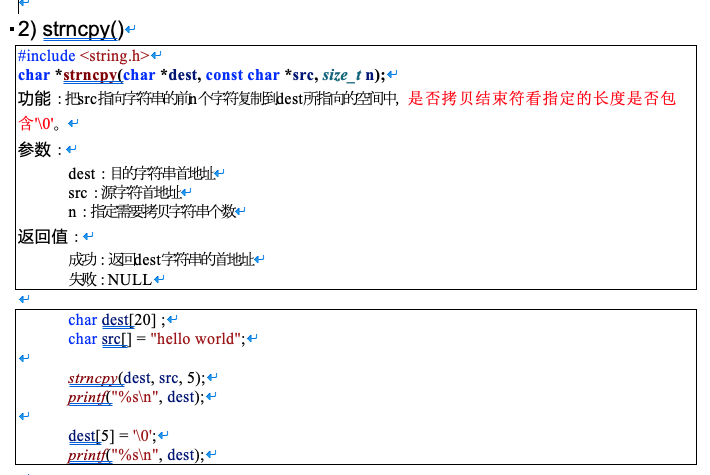 2) strncpy()
#include <string.h>
char *strncpy(char *dest, const char *src, size_t n);
功能：把src指向字符串的前n个字符复制到dest所指向的空间中，是否拷贝结束符看指定的长度是否包
含'\0'。
参数：
dest：目的字符串首地址
src：源字符首地址
n：指定需要拷贝字符串个数
返回值：
成功：返回dest字符串的首地址
失败：NULL
char dest[20] ;
char src[] = "hello world";
strncpy(dest, src, 5);
printf("%s\n", dest);
dest[5] = '\0';
printf("%s\n", dest);